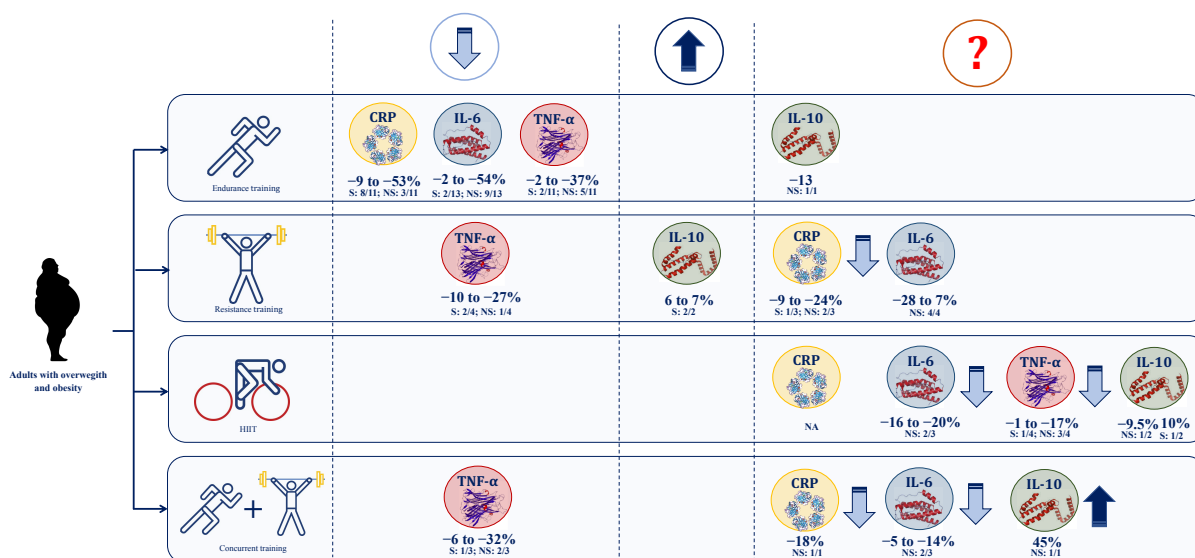 ?
CRP
IL-6
TNF-α
IL-10
−9 to −53%
−2 to −54%
−2 to −37%
−13
S: 8/11; NS: 3/11
S: 2/13; NS: 9/13
S: 2/11; NS: 5/11
NS: 1/1
Endurance training
TNF-α
IL-10
CRP
IL-6
−10 to −27%
6 to 7%
−9 to −24%
−28 to 7%
S: 2/4; NS: 1/4
S: 2/2
S: 1/3; NS: 2/3
NS: 4/4
Resistance training
Adults with overwegith
and obesity
CRP
IL-6
TNF-α
IL-10
NA
−16 to −20%
−1 to −17%
−9.5% 10%
NS: 2/3
S: 1/4; NS: 3/4
NS: 1/2 S: 1/2
HIIT
TNF-α
CRP
IL-6
IL-10
−6 to −32%
−18%
−5 to −14%
45%
S: 1/3; NS: 2/3
NS: 1/1
NS: 2/3
NS: 1/1
Concurrent training